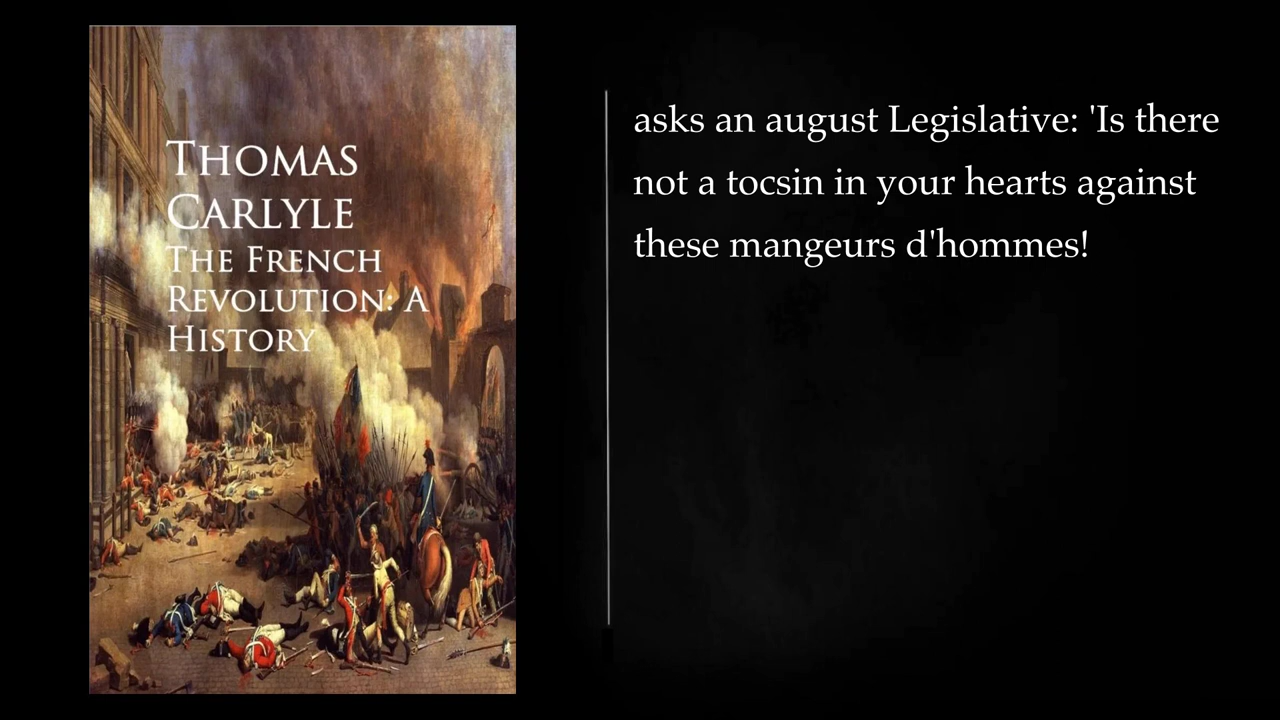 THOMAS
CARLYLE
THE FRENCH
REVOLUTION: A
HISTORY
asks an august Legislative: 'Is there
not a tocsin in your hearts against
these mangeurs d'hommes!